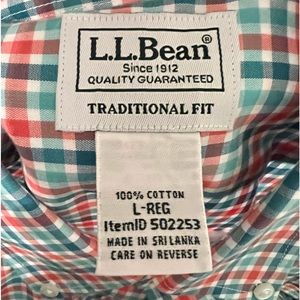 L.L.Bean®
Since 1912
QUALITY GUARANTEED
TRADITIONAL FIT
100% COTTON
L-REG
ItemID 502253
MADE IN SRI LANKA
CARE ON REVERSE